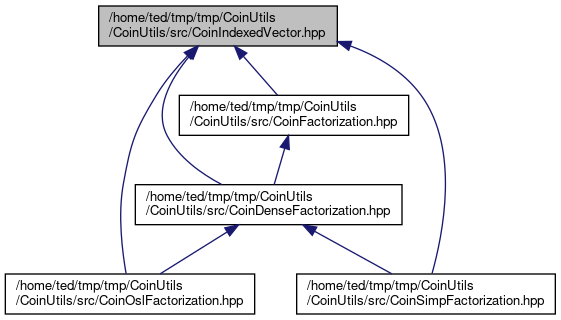 /home/ted/tmp/tmp/CoinUtils
/CoinUtils/src/CoinIndexedVector.hpp
/home/ted/tmp/tmp/CoinUtils
/CoinUtils/src/CoinFactorization.hpp
/home/ted/tmp/tmp/CoinUtils
/CoinUtils/src/CoinDenseFactorization.hpp
/home/ted/tmp/tmp/CoinUtils
/CoinUtils/src/CoinOslFactorization.hpp
/home/ted/tmp/tmp/CoinUtils
/CoinUtils/src/CoinSimpFactorization.hpp